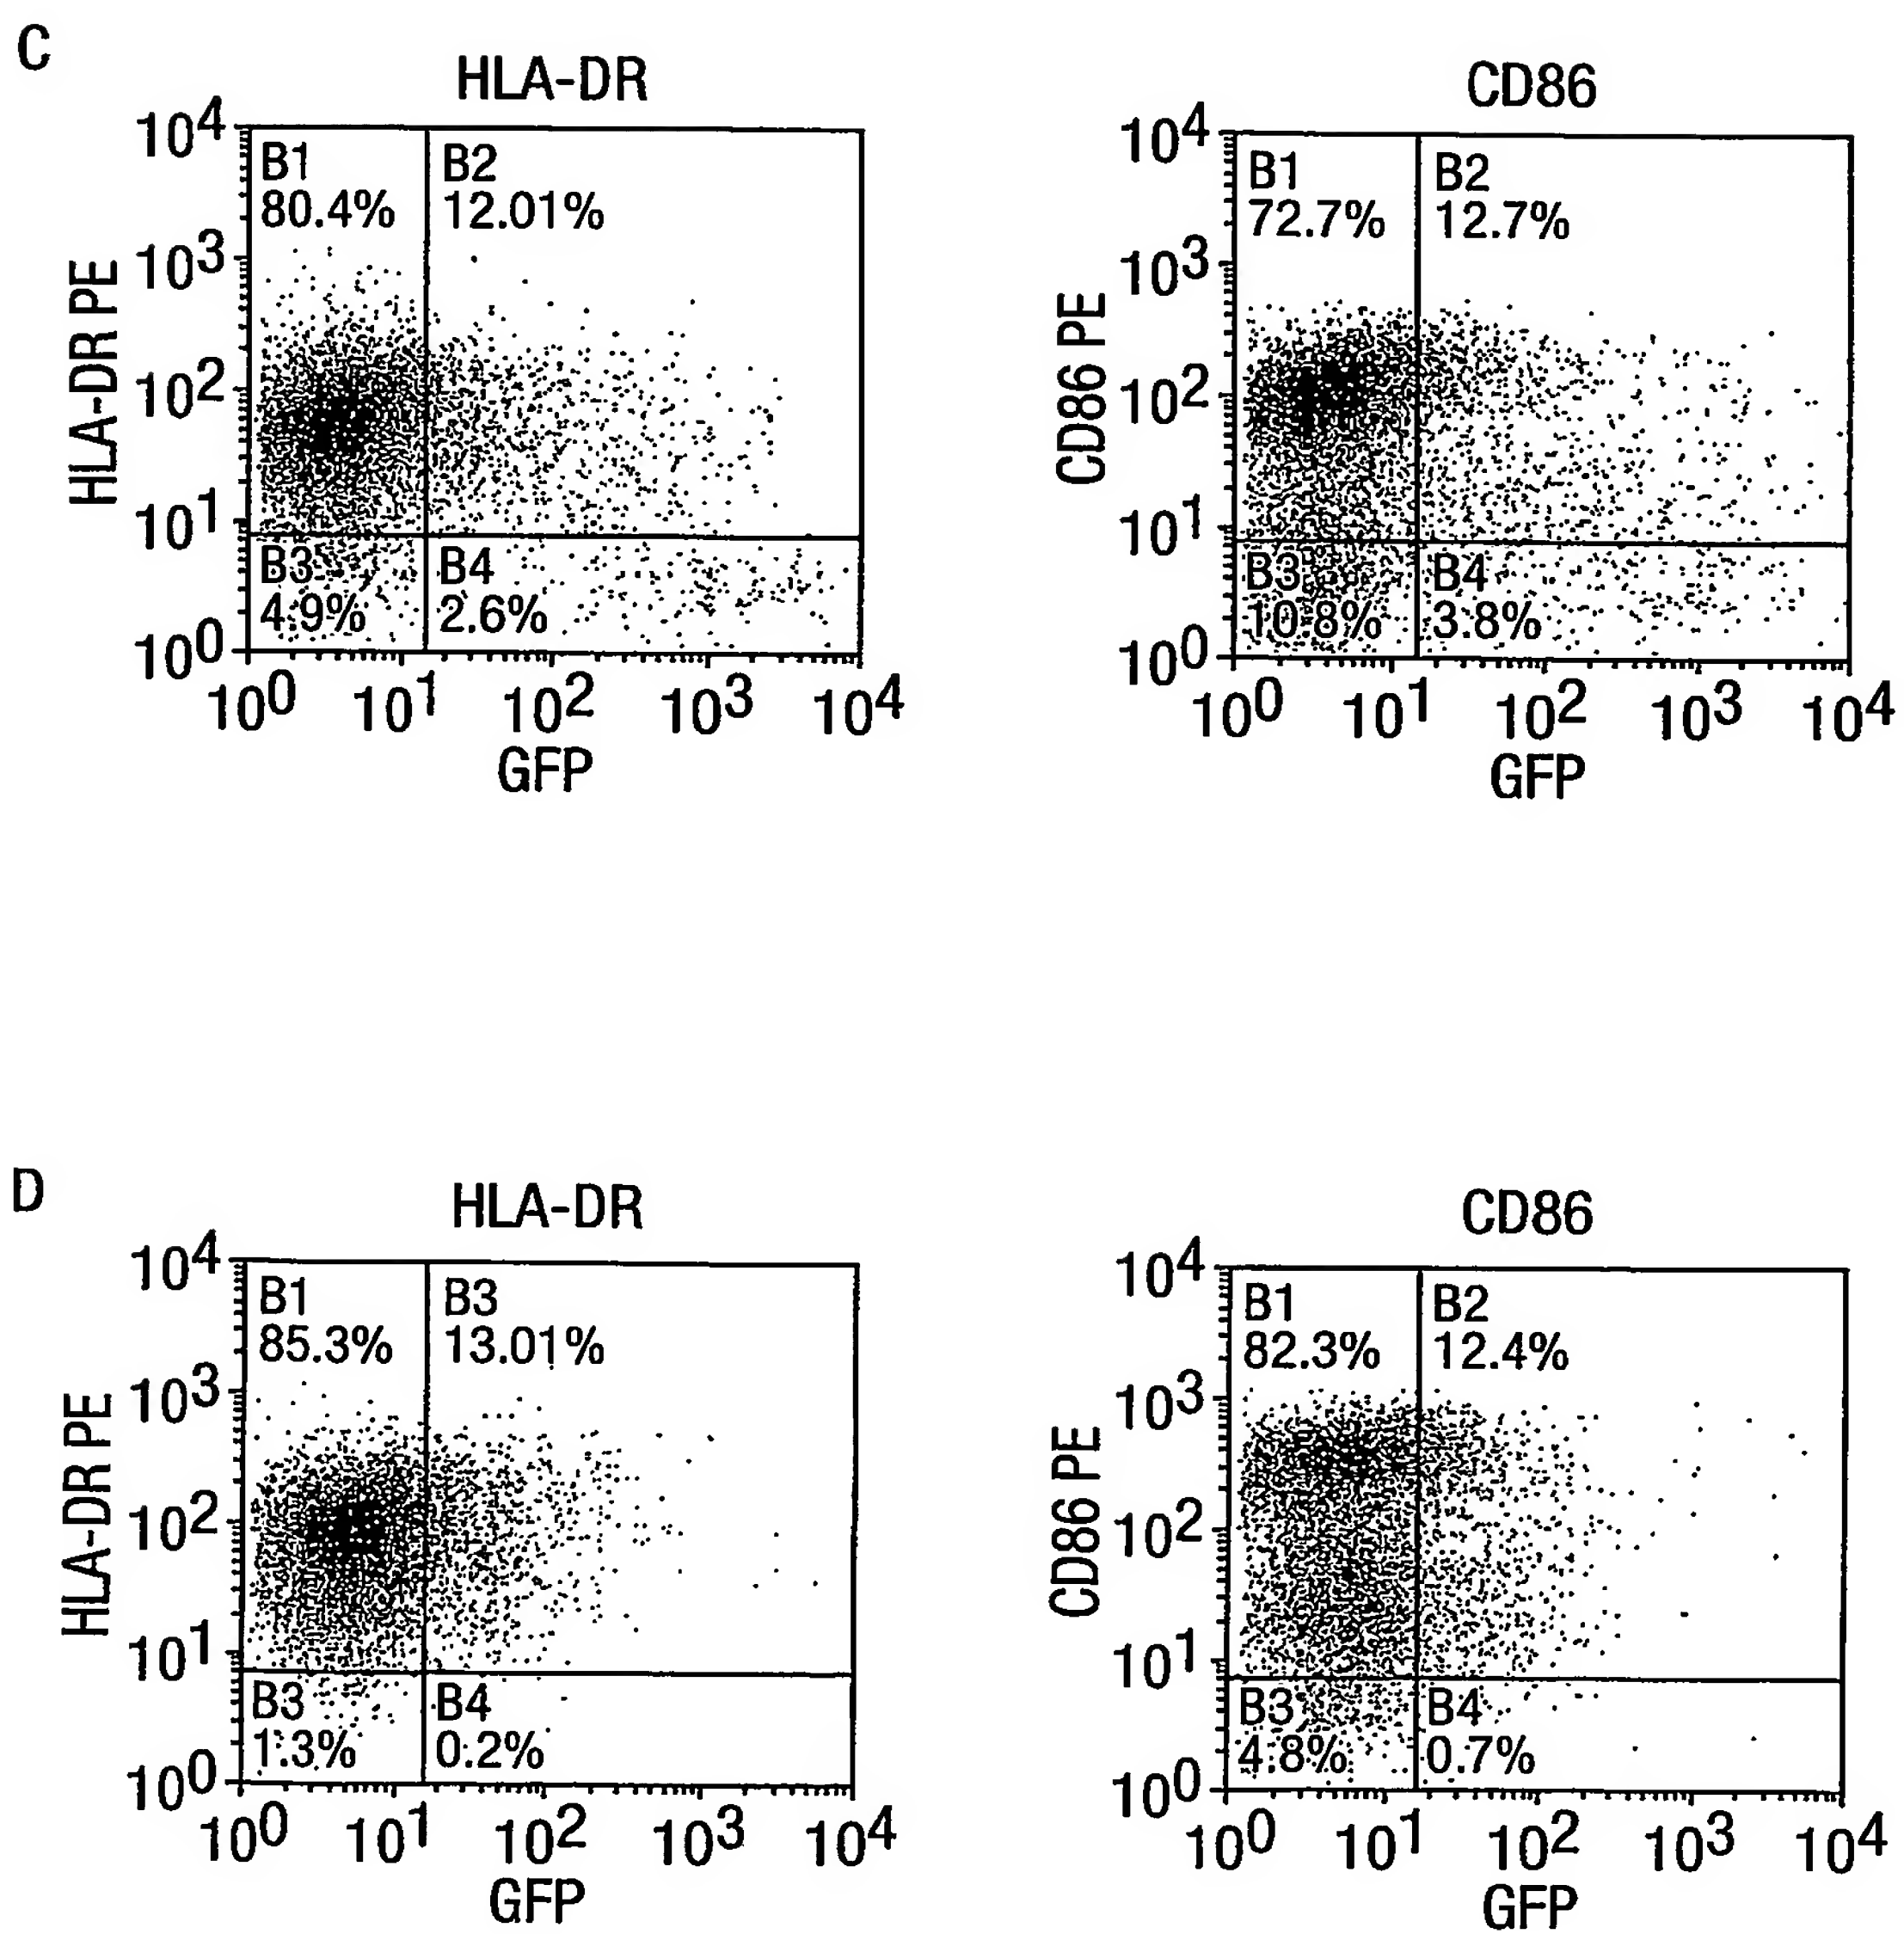 C
HLA-DR
HLA-DR PE
10^4
10^3
10^2
10^1
10^0
B1
80.4%
B2
12.01%
B3
4.9%
B4
2.6%
10^0 10^1 10^2 10^3 10^4
GFP
CD86
CD86 PE
10^4
10^3
10^2
10^1
10^0
B1
72.7%
B2
12.7%
B3
10.8%
B4
3.8%
10^0 10^1 10^2 10^3 10^4
GFP
D
HLA-DR
HLA-DR PE
10^4
10^3
10^2
10^1
10^0
B1
85.3%
B3
13.01%
B3
1.3%
B4
0.2%
10^0 10^1 10^2 10^3 10^4
GFP
CD86
CD86 PE
10^4
10^3
10^2
10^1
10^0
B1
82.3%
B2
12.4%
B3
4.8%
B4
0.7%
10^0 10^1 10^2 10^3 10^4
GFP